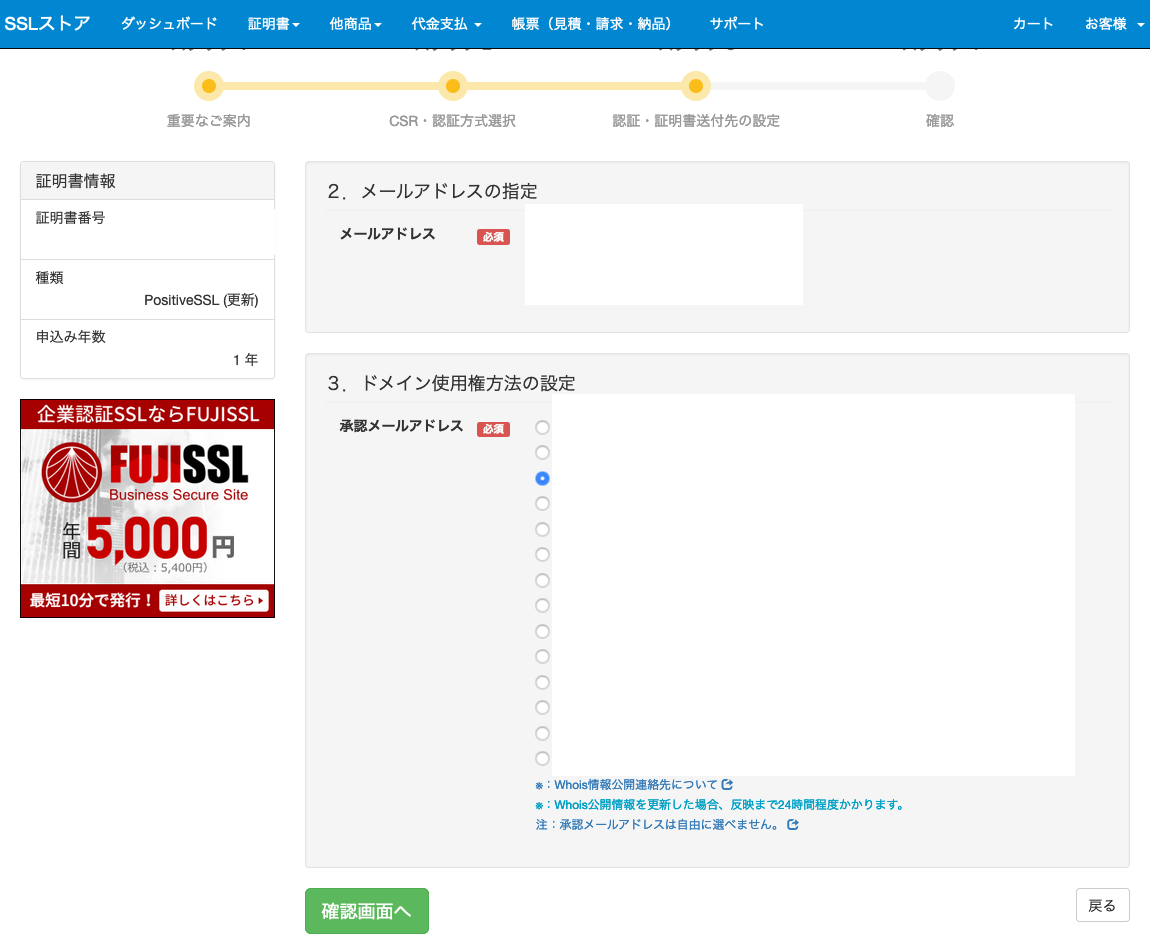 SSLストア ダッシュボード 証明書 他商品 代金支払 帳票（見積・請求・納品） サポート カート お客様
重要なご案内 CSR・認証方式選択 認証・証明書送付先の設定 確認
証明書情報
証明書番号
種類
PositiveSSL (更新)
申込み年数
1 年
企業認証SSLならFUJISSL
FUJISSL
Business Secure Site
年間5,000円
（税込：5,400円）
最短10分で発行！ 詳しくはこちら
2．メールアドレスの指定
メールアドレス 必須
3．ドメイン使用権方法の設定
承認メールアドレス 必須
※：Whois情報公開連絡先について
※：Whois公開情報を更新した場合、反映まで24時間程度かかります。
注：承認メールアドレスは自由に選べません。
確認画面へ
戻る